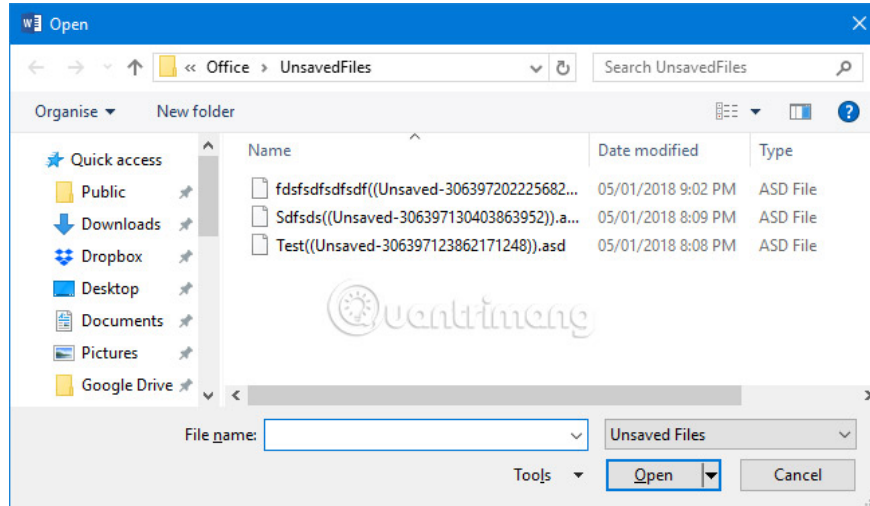 Open
« Office > UnsavedFiles
Search UnsavedFiles
Organise
New folder
Name
Date modified
Type
Quick access
Public
Downloads
Dropbox
Desktop
Documents
Pictures
Google Drive
fdsfsdfsdfsdf((Unsaved-306397202225682... 05/01/2018 9:02 PM ASD File
Sdfsds((Unsaved-306397130403863952)).a... 05/01/2018 8:09 PM ASD File
Test((Unsaved-306397123862171248)).asd 05/01/2018 8:08 PM ASD File
Quantrimang
File name:
Unsaved Files
Tools
Open
Cancel